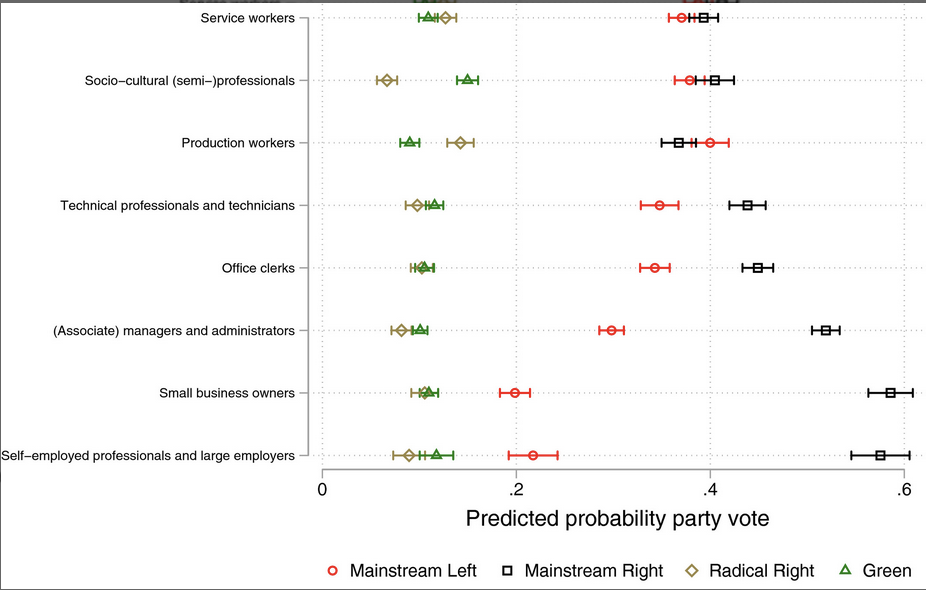 Service workers
Socio−cultural (semi−)professionals
Production workers
Technical professionals and technicians
Office clerks
(Associate) managers and administrators
Small business owners
Self−employed professionals and large employers
0 .2 .4 .6
Predicted probability party vote
Mainstream Left Mainstream Right Radical Right Green